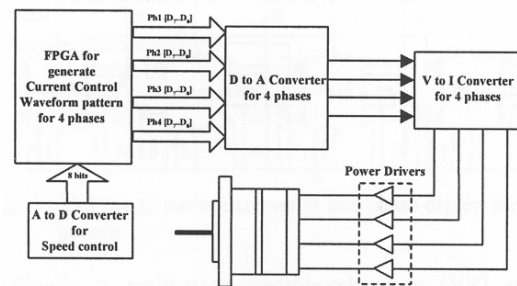 FPGA for
generate
Current Control
Waveform pattern
for 4 phases
Ph1 [D7..D0]
Ph2 [D7..D0]
Ph3 [D7..D0]
Ph4 [D7..D0]
D to A Converter
for 4 phases
V to I Converter
for 4 phases
8 bits
A to D Converter
for
Speed control
Power Drivers